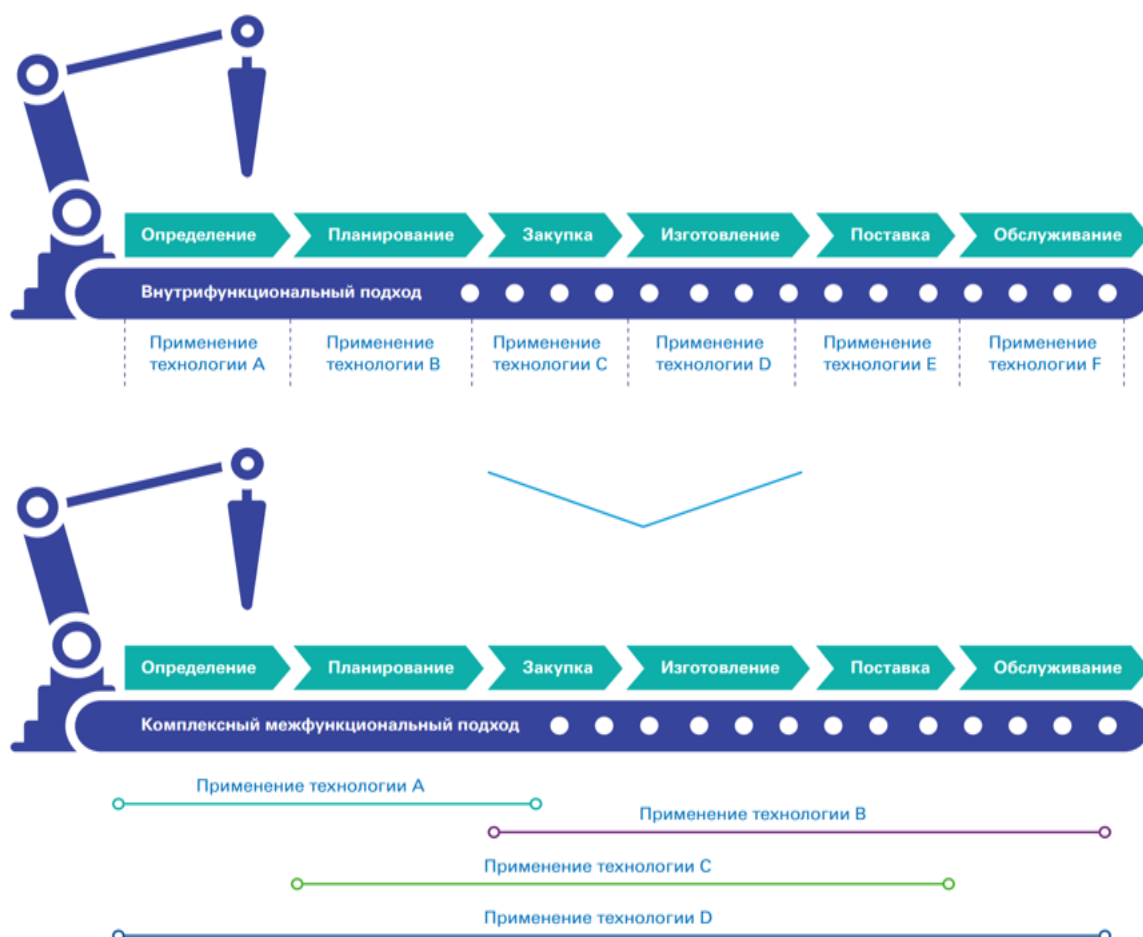 Определение Планирование Закупка Изготовление Поставка Обслуживание
Внутрифункциональный подход
Применение Применение Применение Применение Применение Применение
технологии A технологии B технологии C технологии D технологии E технологии F
Определение Планирование Закупка Изготовление Поставка Обслуживание
Комплексный межфункциональный подход
Применение технологии A
Применение технологии B
Применение технологии C
Применение технологии D